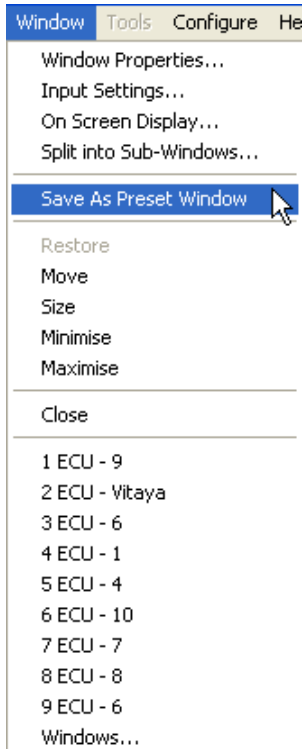 Window Tools Configure He
Window Properties...
Input Settings...
On Screen Display...
Split into Sub-Windows...
Save As Preset Window
Restore
Move
Size
Minimise
Maximise
Close
1 ECU - 9
2 ECU - Vitaya
3 ECU - 6
4 ECU - 1
5 ECU - 4
6 ECU - 10
7 ECU - 7
8 ECU - 8
9 ECU - 6
Windows...